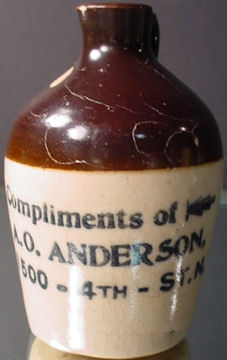 Compliments of
A.O. ANDERSON,
500 - 4TH - ST. N.